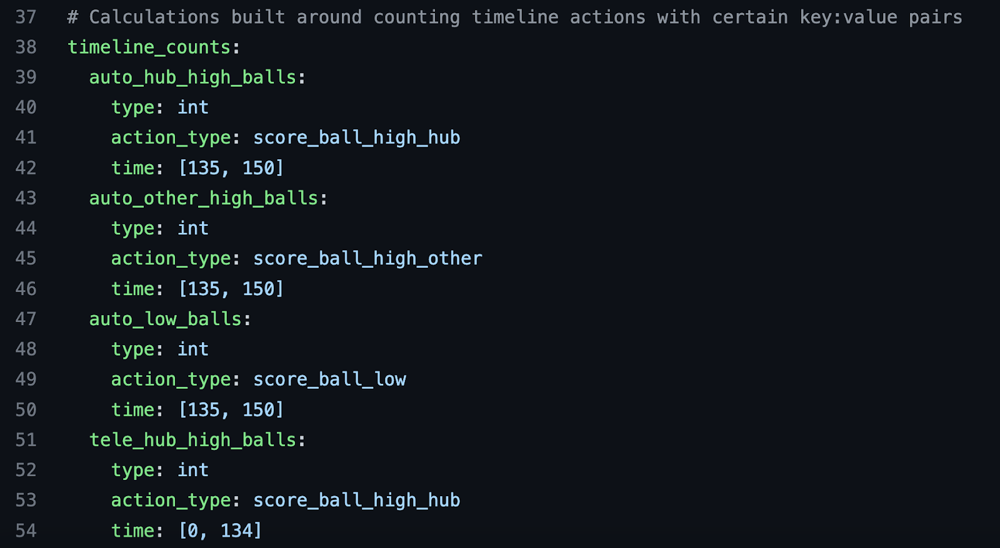 37 # Calculations built around counting timeline actions with certain key:value pairs
38 timeline_counts:
39   auto_hub_high_balls:
40     type: int
41     action_type: score_ball_high_hub
42     time: [135, 150]
43   auto_other_high_balls:
44     type: int
45     action_type: score_ball_high_other
46     time: [135, 150]
47   auto_low_balls:
48     type: int
49     action_type: score_ball_low
50     time: [135, 150]
51   tele_hub_high_balls:
52     type: int
53     action_type: score_ball_high_hub
54     time: [0, 134]